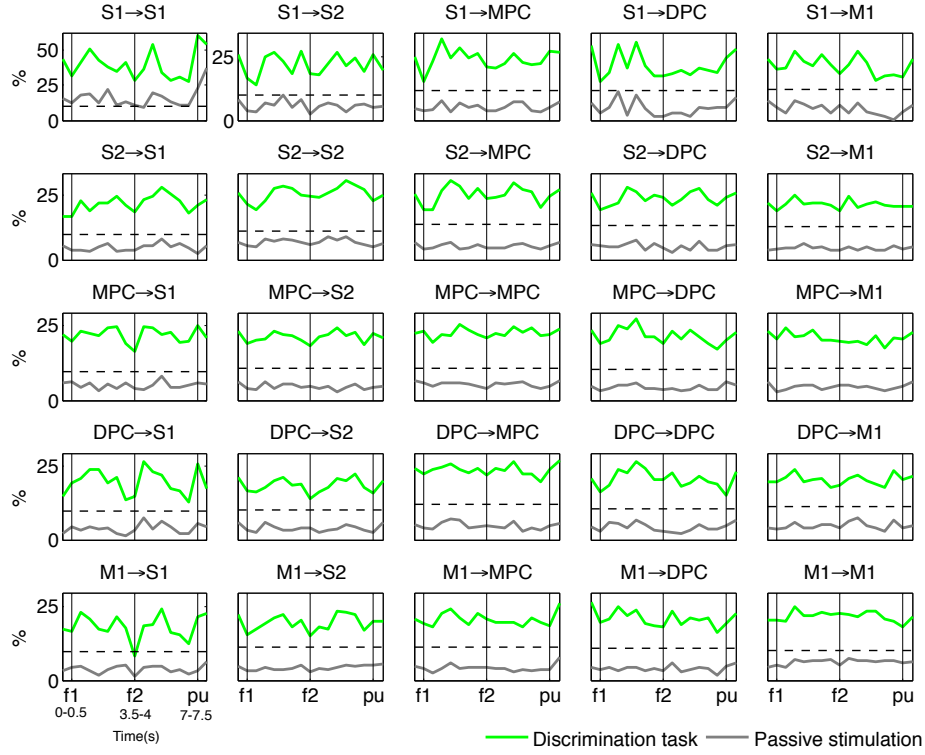 S1→S1 S1→S2 S1→MPC S1→DPC S1→M1
% 50 25 0 25 0
S2→S1 S2→S2 S2→MPC S2→DPC S2→M1
% 25 0
MPC→S1 MPC→S2 MPC→MPC MPC→DPC MPC→M1
% 25 0
DPC→S1 DPC→S2 DPC→MPC DPC→DPC DPC→M1
% 25 0
M1→S1 M1→S2 M1→MPC M1→DPC M1→M1
% 25 0
f1 f2 pu f1 f2 pu f1 f2 pu f1 f2 pu f1 f2 pu
0-0.5 3.5-4 7-7.5
Time(s)
Discrimination task Passive stimulation